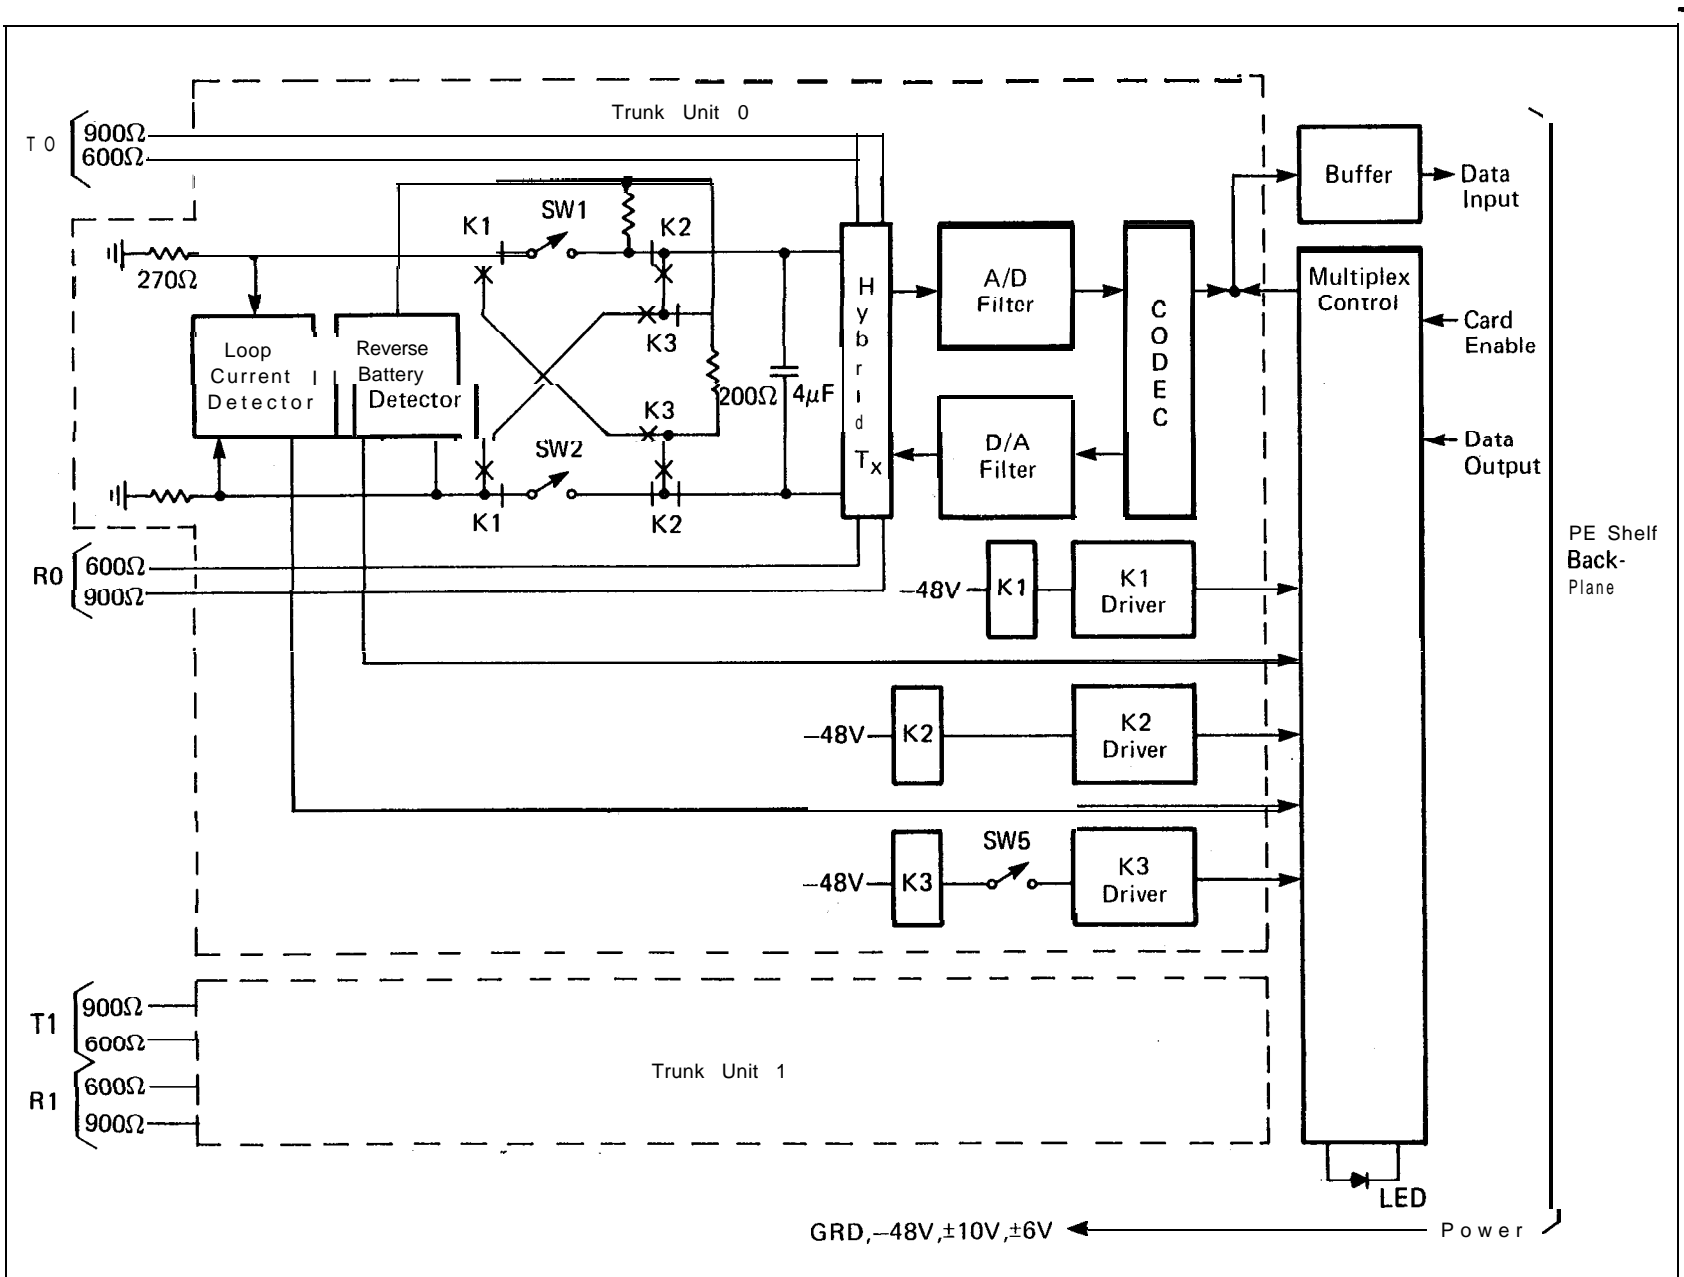 Trunk Unit 0
T0
900Ω
600Ω
Buffer
Data
Input
270Ω
K1
SW1
K2
K3
Loop
Current
Detector
Reverse
Battery
Detector
K3
200Ω
4μF
K1
SW2
K2
Hybrid
Tx
A/D
Filter
D/A
Filter
CODEC
Multiplex
Control
Card
Enable
Data
Output
PE Shelf
Back-
Plane
R0
600Ω
900Ω
–48V
K1
K1
Driver
–48V
K2
K2
Driver
–48V
K3
SW5
K3
Driver
T1
900Ω
600Ω
R1
600Ω
900Ω
Trunk Unit 1
LED
GRD,–48V,±10V,±6V
Power